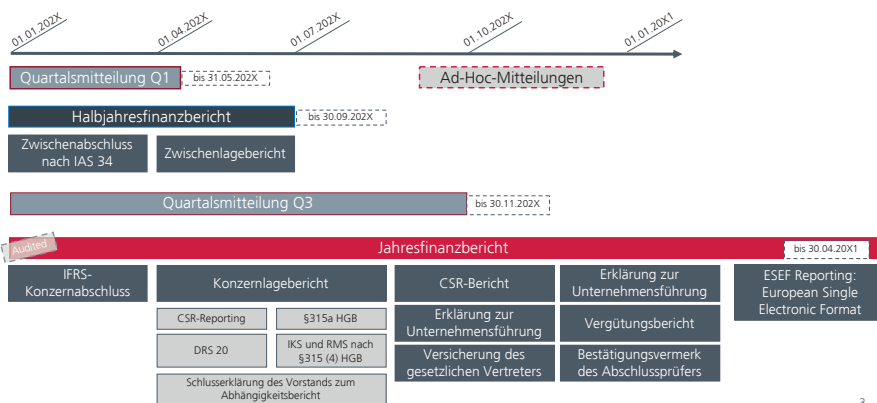 01.01.202X
01.04.202X
01.07.202X
01.10.202X
01.01.20X1
Quartalsmitteilung Q1
bis 31.05.202X
Ad-Hoc-Mitteilungen
Halbjahresfinanzbericht
bis 30.09.202X
Zwischenabschluss
nach IAS 34
Zwischenlagebericht
Quartalsmitteilung Q3
bis 30.11.202X
Audited
Jahresfinanzbericht
bis 30.04.20X1
IFRS-
Konzernabschluss
Konzernlagebericht
CSR-Bericht
Erklärung zur
Unternehmensführung
ESEF Reporting:
European Single
Electronic Format
CSR-Reporting
§315a HGB
Erklärung zur
Unternehmensführung
Vergütungsbericht
DRS 20
IKS und RMS nach
§315 (4) HGB
Versicherung des
gesetzlichen Vertreters
Bestätigungsvermerk
des Abschlussprüfers
Schlusserklärung des Vorstands zum
Abhängigkeitsbericht
3